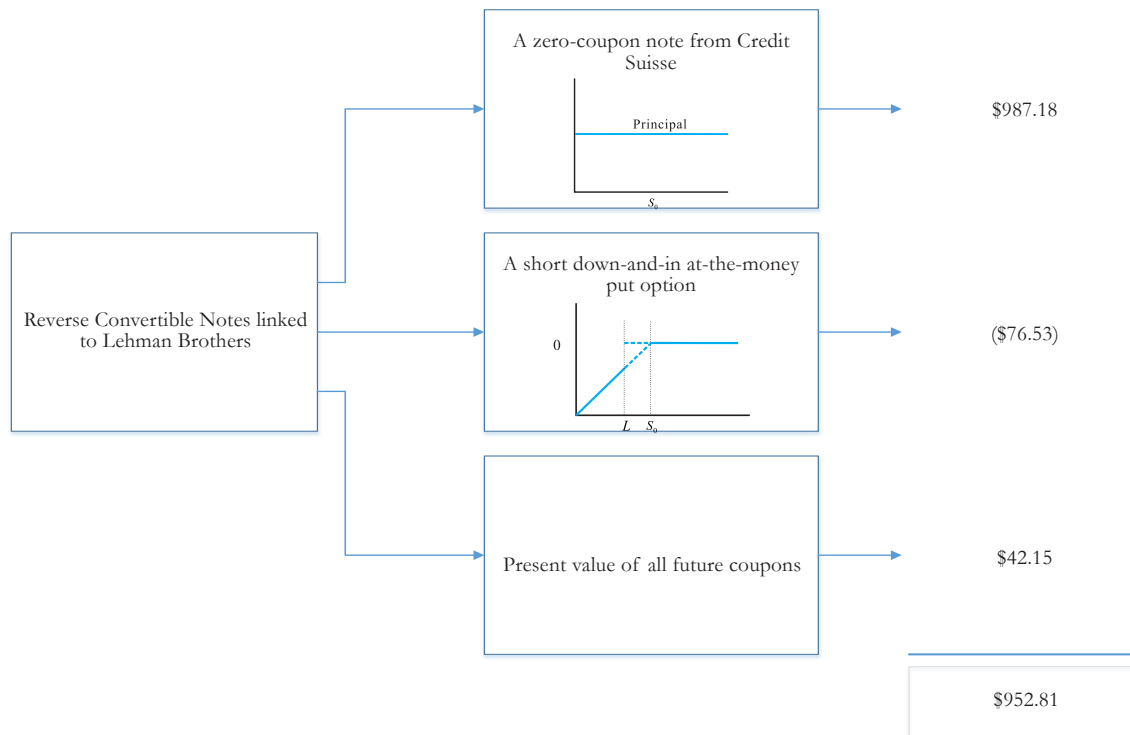 A zero-coupon note from Credit
Suisse
Principal
S₀
$987.18
Reverse Convertible Notes linked
to Lehman Brothers
A short down-and-in at-the-money
put option
0
L
S₀
($76.53)
Present value of all future coupons
$42.15
$952.81